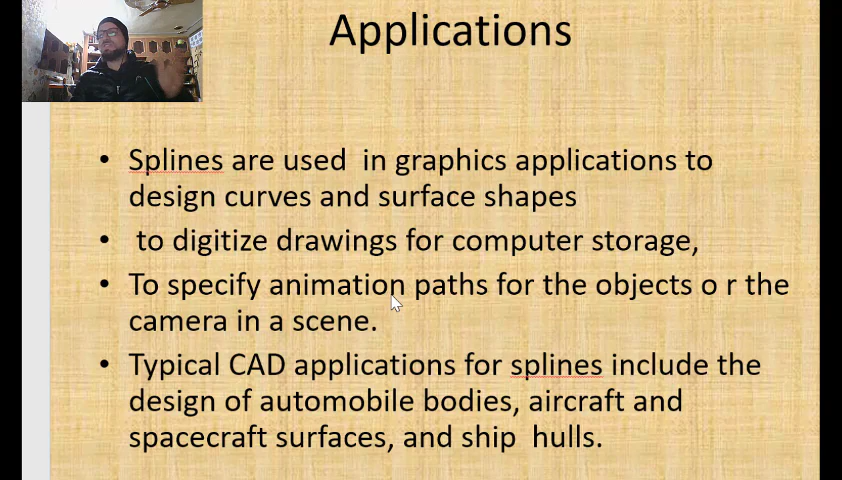 Applications
• Splines are used  in graphics applications to
design curves and surface shapes
•  to digitize drawings for computer storage,
• To specify animation paths for the objects o r the
camera in a scene.
• Typical CAD applications for splines include the
design of automobile bodies, aircraft and
spacecraft surfaces, and ship  hulls.